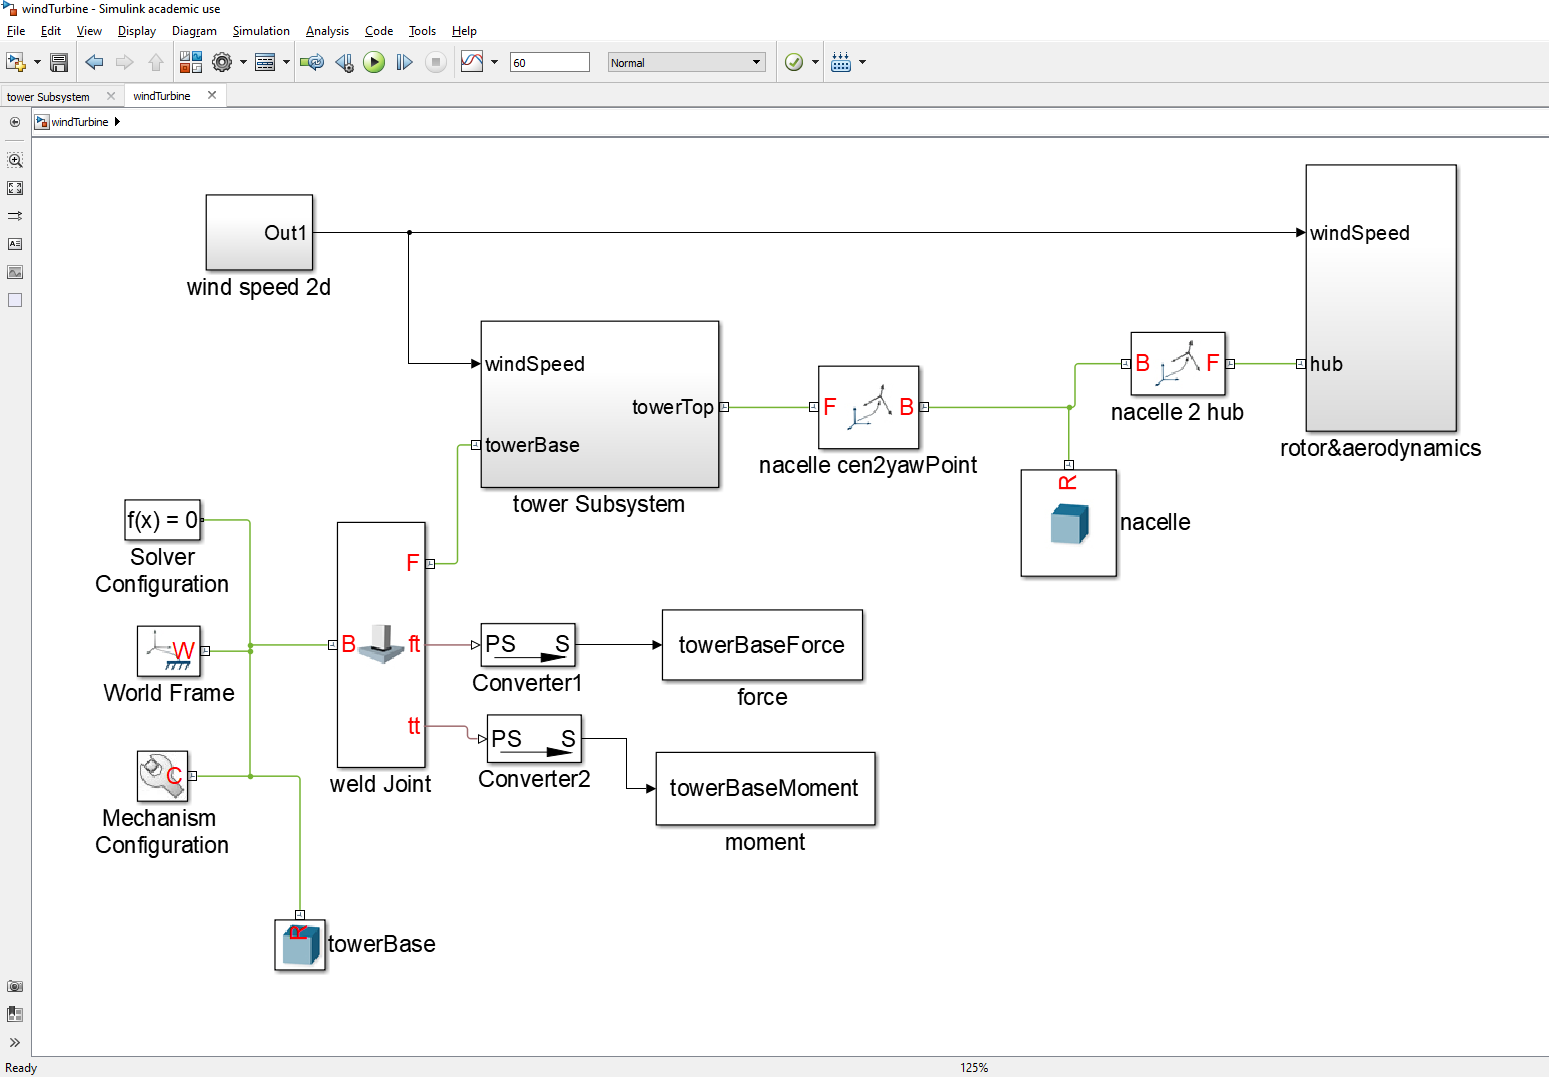 windTurbine - Simulink academic use
File Edit View Display Diagram Simulation Analysis Code Tools Help
60 Normal
tower Subsystem windTurbine
windTurbine
Out1
wind speed 2d
windSpeed
hub
rotor&aerodynamics
windSpeed
towerTop
towerBase
tower Subsystem
F B
nacelle cen2yawPoint
B F
nacelle 2 hub
R
nacelle
f(x) = 0
Solver
Configuration
W
World Frame
C
Mechanism
Configuration
R
towerBase
F
B ft
tt
weld Joint
PS S
Converter1
towerBaseForce
force
PS S
Converter2
towerBaseMoment
moment
Ready 125%